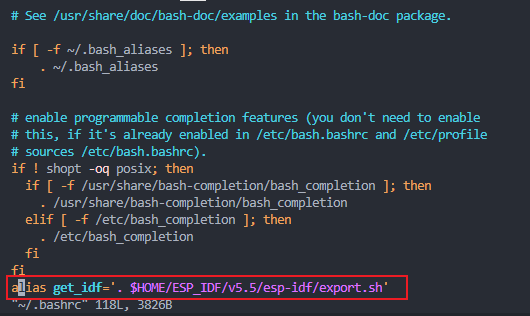 # See /usr/share/doc/bash-doc/examples in the bash-doc package.
if [ -f ~/.bash_aliases ]; then
    . ~/.bash_aliases
fi
# enable programmable completion features (you don't need to enable
# this, if it's already enabled in /etc/bash.bashrc and /etc/profile
# sources /etc/bash.bashrc).
if ! shopt -oq posix; then
  if [ -f /usr/share/bash-completion/bash_completion ]; then
    . /usr/share/bash-completion/bash_completion
  elif [ -f /etc/bash_completion ]; then
    . /etc/bash_completion
  fi
fi
alias get_idf='. $HOME/ESP_IDF/v5.5/esp-idf/export.sh'
"~/.bashrc" 118L, 3826B